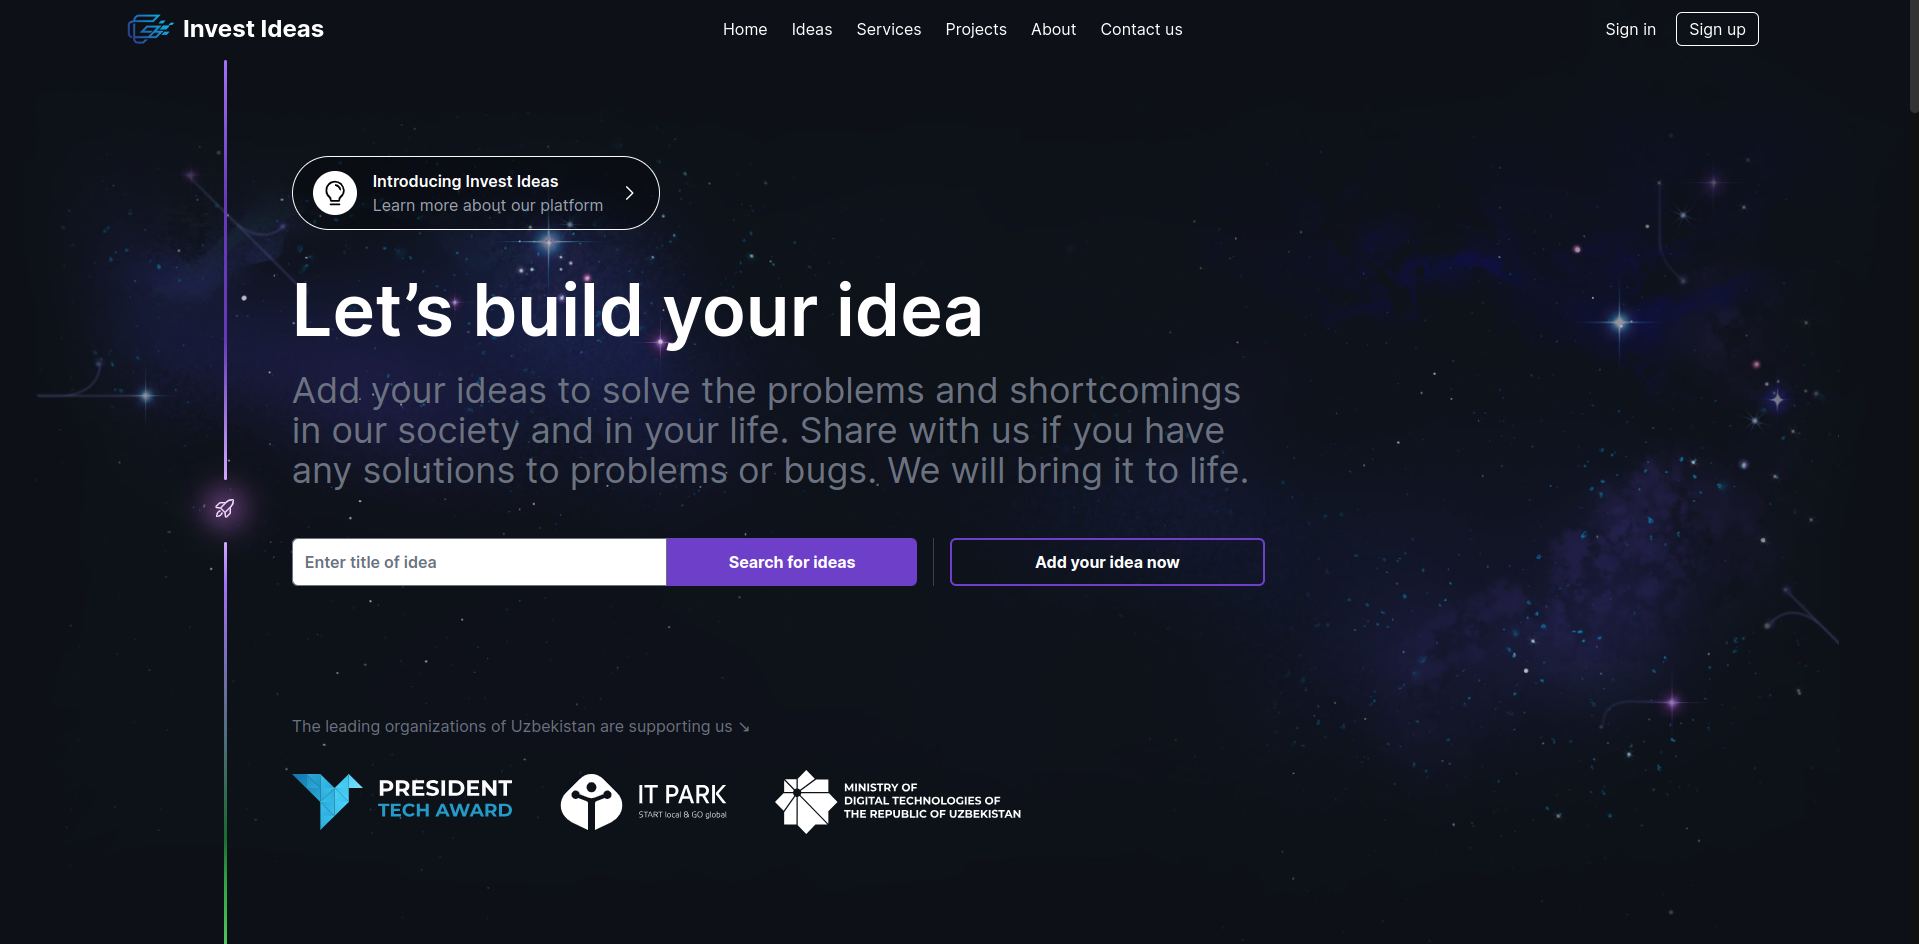 Invest Ideas
Home Ideas Services Projects About Contact us
Sign in Sign up
Introducing Invest Ideas
Learn more about our platform
Let’s build your idea
Add your ideas to solve the problems and shortcomings
in our society and in your life. Share with us if you have
any solutions to problems or bugs. We will bring it to life.
Enter title of idea Search for ideas Add your idea now
The leading organizations of Uzbekistan are supporting us ↘
PRESIDENT
TECH AWARD
IT PARK
START local & GO global
MINISTRY OF
DIGITAL TECHNOLOGIES OF
THE REPUBLIC OF UZBEKISTAN